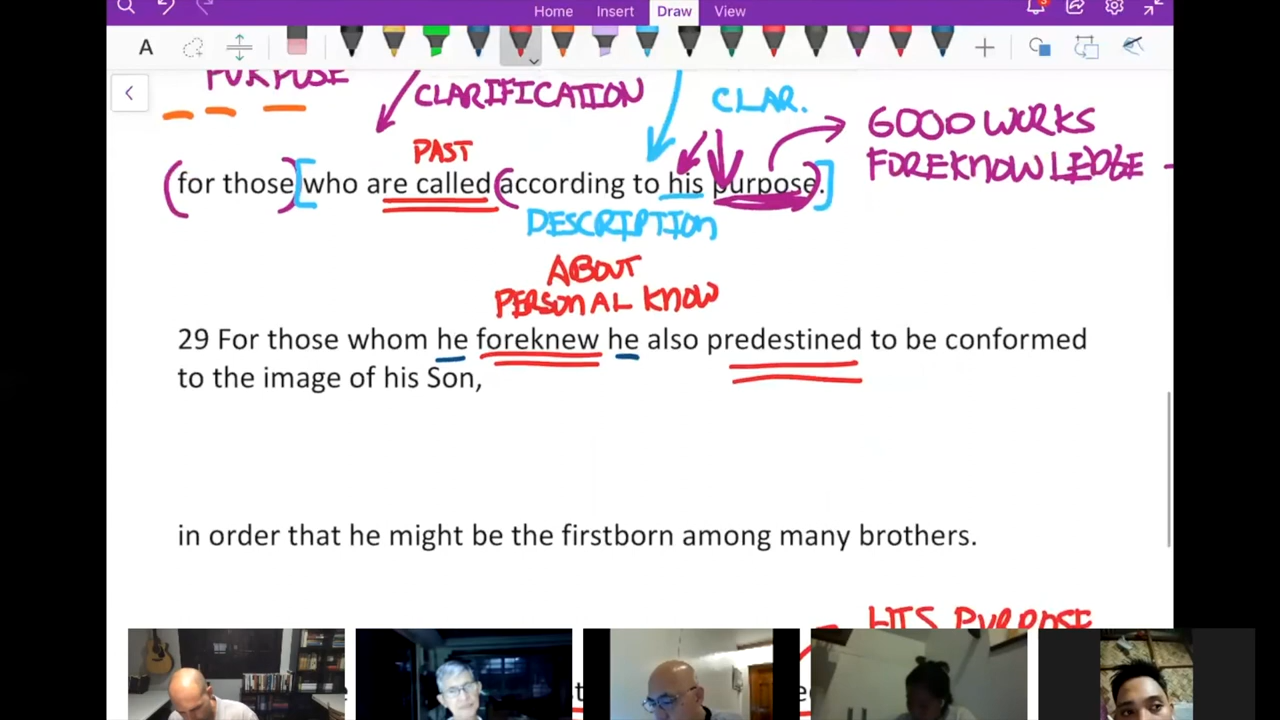 Home Insert Draw View
A
PURPOSE
CLARIFICATION
CLAR.
GOOD WORKS
FOREKNOWLEDGE -
PAST
(for those)[who are called(according to his purpose).]
DESCRIPTION
ABOUT
PERSONAL KNOW
29 For those whom he foreknew he also predestined to be conformed
to the image of his Son,
in order that he might be the firstborn among many brothers.
HIS PURPOSE